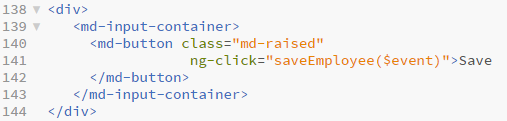 138 <div>
139 <md-input-container>
140 <md-button class="md-raised"
141 ng-click="saveEmployee($event)">Save
142 </md-button>
143 </md-input-container>
144 </div>